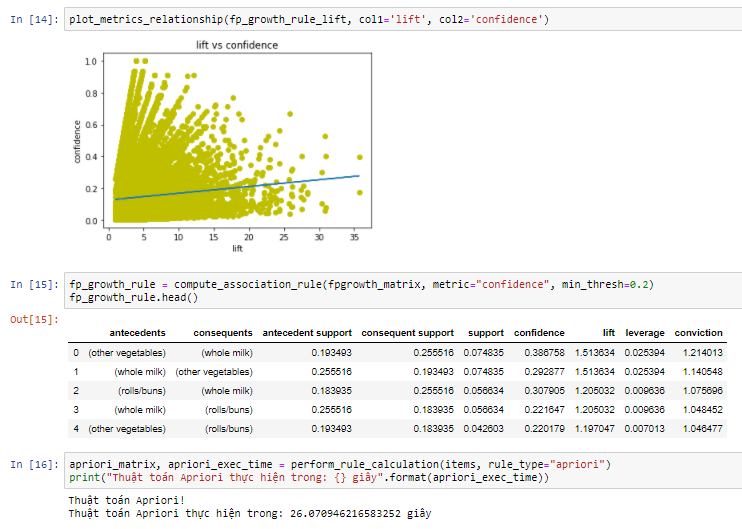 In [14]: plot_metrics_relationship(fp_growth_rule_lift, col1='lift', col2='confidence')
lift vs confidence
1.0
0.8
0.6
0.4
0.2
0.0
confidence
0 5 10 15 20 25 30 35
lift
In [15]: fp_growth_rule = compute_association_rule(fpgrowth_matrix, metric="confidence", min_thresh=0.2)
fp_growth_rule.head()
Out[15]:
antecedents consequents antecedent support consequent support support confidence lift leverage conviction
0 (other vegetables) (whole milk) 0.193493 0.255516 0.074835 0.386758 1.513634 0.025394 1.214013
1 (whole milk) (other vegetables) 0.255516 0.193493 0.074835 0.292877 1.513634 0.025394 1.140548
2 (rolls/buns) (whole milk) 0.183935 0.255516 0.056634 0.307905 1.205032 0.009636 1.075696
3 (whole milk) (rolls/buns) 0.255516 0.183935 0.056634 0.221647 1.205032 0.009636 1.048452
4 (other vegetables) (rolls/buns) 0.193493 0.183935 0.042603 0.220179 1.197047 0.007013 1.046477
In [16]: apriori_matrix, apriori_exec_time = perform_rule_calculation(items, rule_type="apriori")
print("Thuật toán Apriori thực hiện trong: {} giây".format(apriori_exec_time))
Thuật toán Apriori!
Thuật toán Apriori thực hiện trong: 26.070946216583252 giây